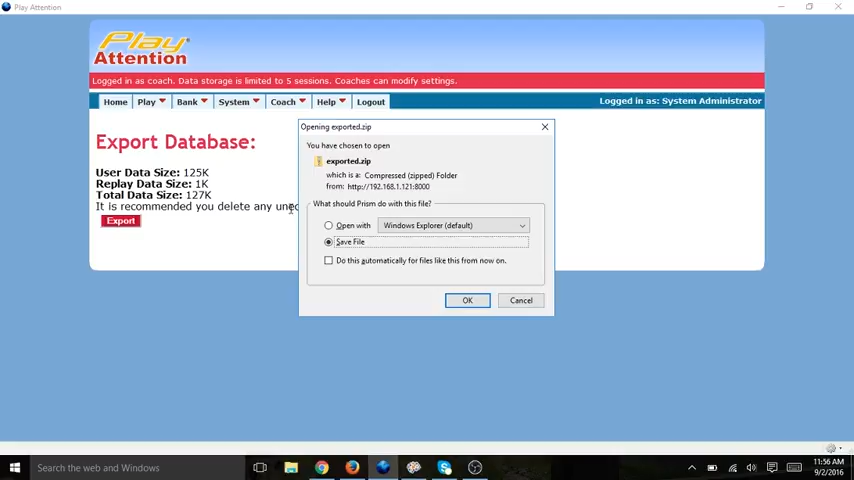 Play Attention
Play
Attention
Logged in as coach. Data storage is limited to 5 sessions. Coaches can modify settings.
Home Play Bank System Coach Help Logout Logged in as: System Administrator
Export Database:
User Data Size: 125K
Replay Data Size: 1K
Total Data Size: 127K
It is recommended you delete any
Export
Opening exported.zip
You have chosen to open
exported.zip
which is a: Compressed (zipped) Folder
from: http://192.168.1.121:8000
What should Prism do with this file?
Open with Windows Explorer (default)
Save File
Do this automatically for files like this from now on.
OK Cancel
Search the web and Windows
11:56 AM
9/2/2016